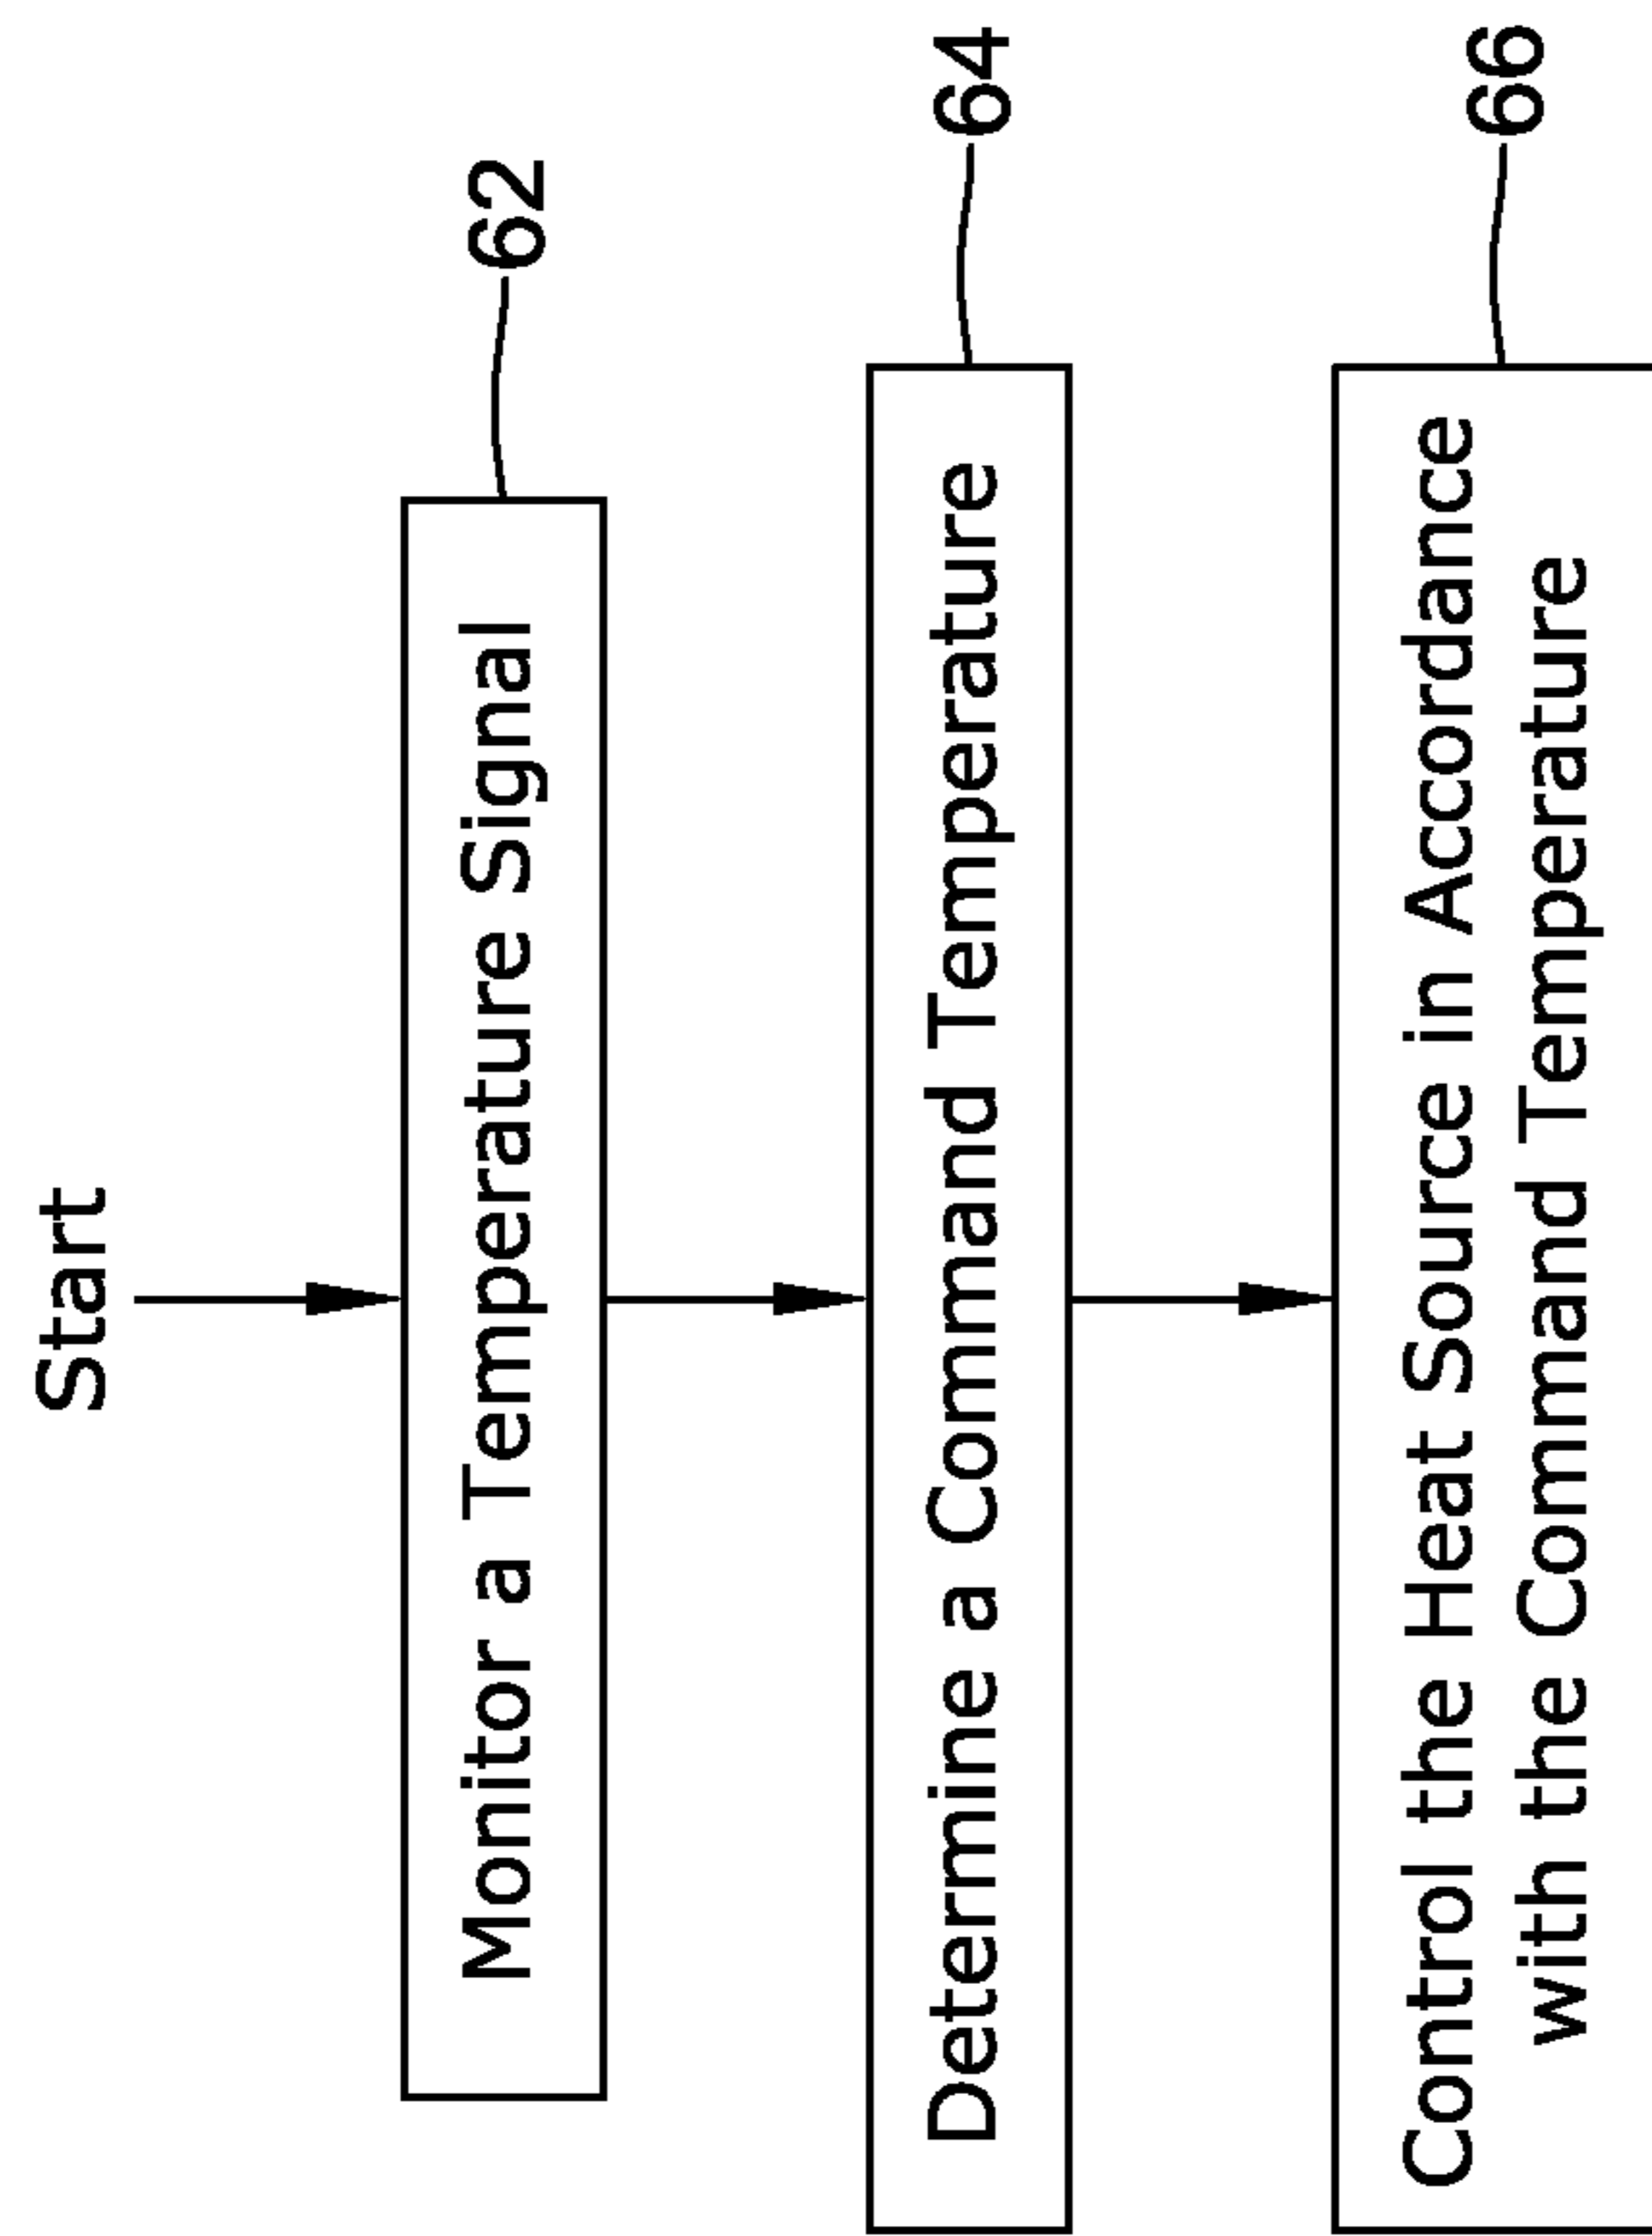 Start
Monitor a Temperature Signal
62
Determine a Command Temperature
64
Control the Heat Source in Accordance
with the Command Temperature
66